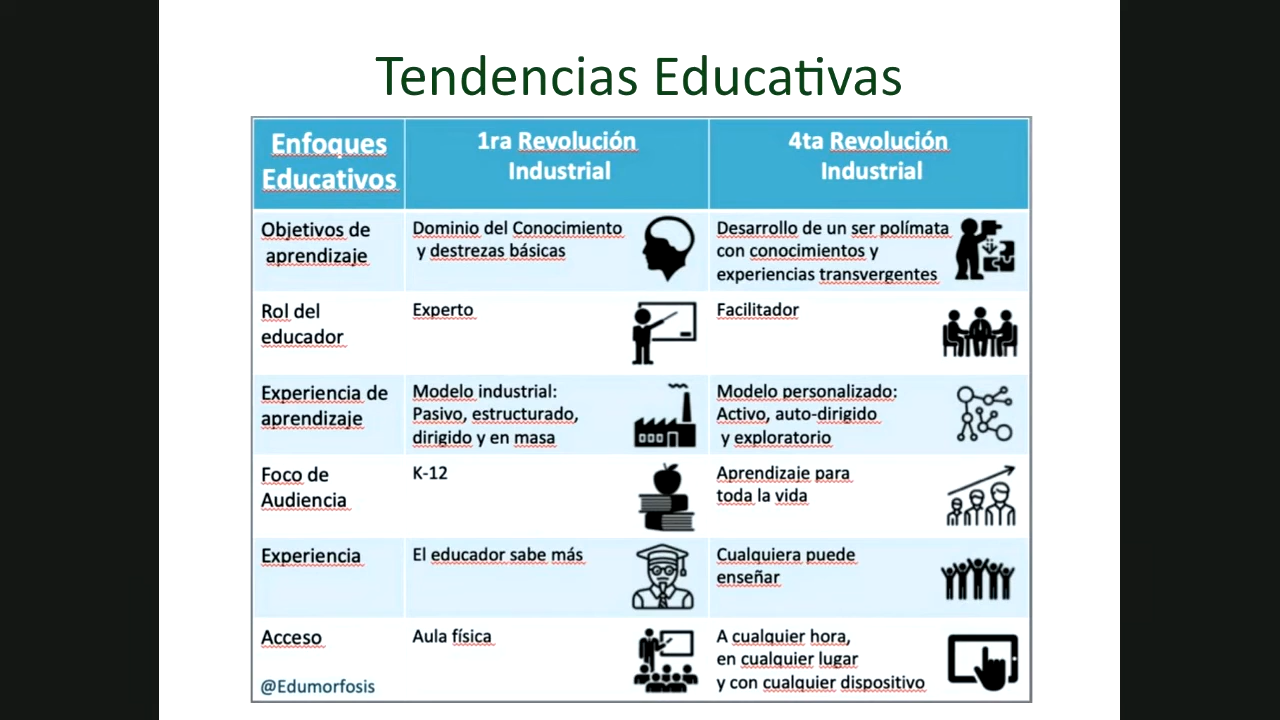 Tendencias Educativas
Enfoques
Educativos
1ra Revolución
Industrial
4ta Revolución
Industrial
Objetivos de
aprendizaje
Dominio del Conocimiento
y destrezas básicas
Desarrollo de un ser polímata
con conocimientos y
experiencias transvergentes
Rol del
educador
Experto
Facilitador
Experiencia de
aprendizaje
Modelo industrial:
Pasivo, estructurado,
dirigido y en masa
Modelo personalizado:
Activo, auto-dirigido
y exploratorio
Foco de
Audiencia
K-12
Aprendizaje para
toda la vida
Experiencia
El educador sabe más
Cualquiera puede
enseñar
Acceso
Aula física
A cualquier hora,
en cualquier lugar
y con cualquier dispositivo
@Edumorfosis